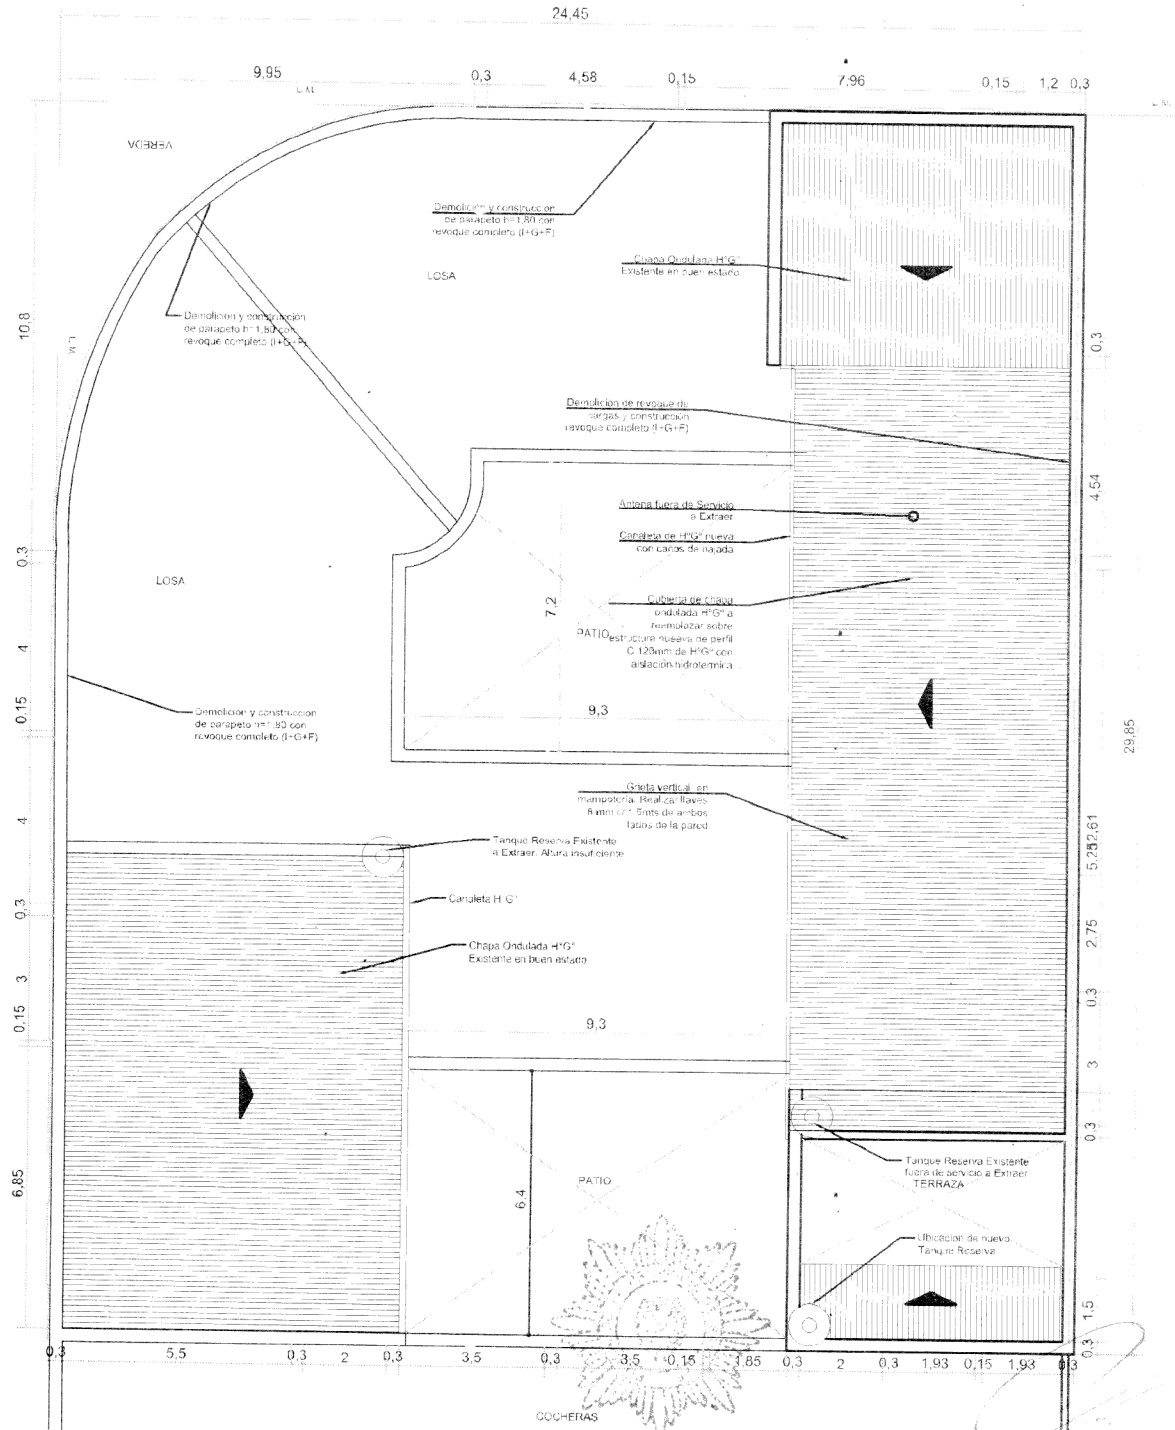 24,45
9,95
0,3
4,58
0,15
7,96
0,15
1,2
0,3
L.M.
L.M.
VEREDA
Demolición y construcción
de parapeto h=1,80 con
revoque completo (I+G+F)
LOSA
Chapa Ondulada H°G°
Existente en buen estado
10,8
L.M.
Demolición y construcción
de parapeto h=1,80 con
revoque completo (I+G+F)
0,3
Demolición de revoque de
cargas y construcción
revoque completo (I+G+F)
4,54
Antena fuera de Servicio
a Extraer
Canaleta de H°G° nueva
con caños de
0,3
LOSA
7,2
Cubierta de chapa
ondulada H°G° a
reemplazar sobre
estructura nueva de perfil
C 120mm de H°G° con
aislación hidrotermica
PATIO
4
0,15
9,3
Demolición y construcción
de parapeto h=1,80 con
revoque completo (I+G+F)
29,85
Grieta vertical en
mampostería. Realizar llaves
8 mm c/ 1.5mts de ambos
lados de la pared
4
Tanque Reserva Existente
a Extraer. Altura insuficiente
0,3
Canaleta H°G°
2,75
Chapa Ondulada H°G°
Existente en buen estado
3
0,3
0,15
9,3
3
0,3
6,85
PATIO
6,4
Tanque Reserva Existente
fuera de servicio a Extraer
TERRAZA
Ubicación de nuevo
Tanque Reserva
1,5
0,3
0,3
5,5
0,3
2
0,3
3,5
0,3
3,5
0,15
1,85
0,3
2
0,3
1,93
0,15
1,93
0,3
COCHERAS